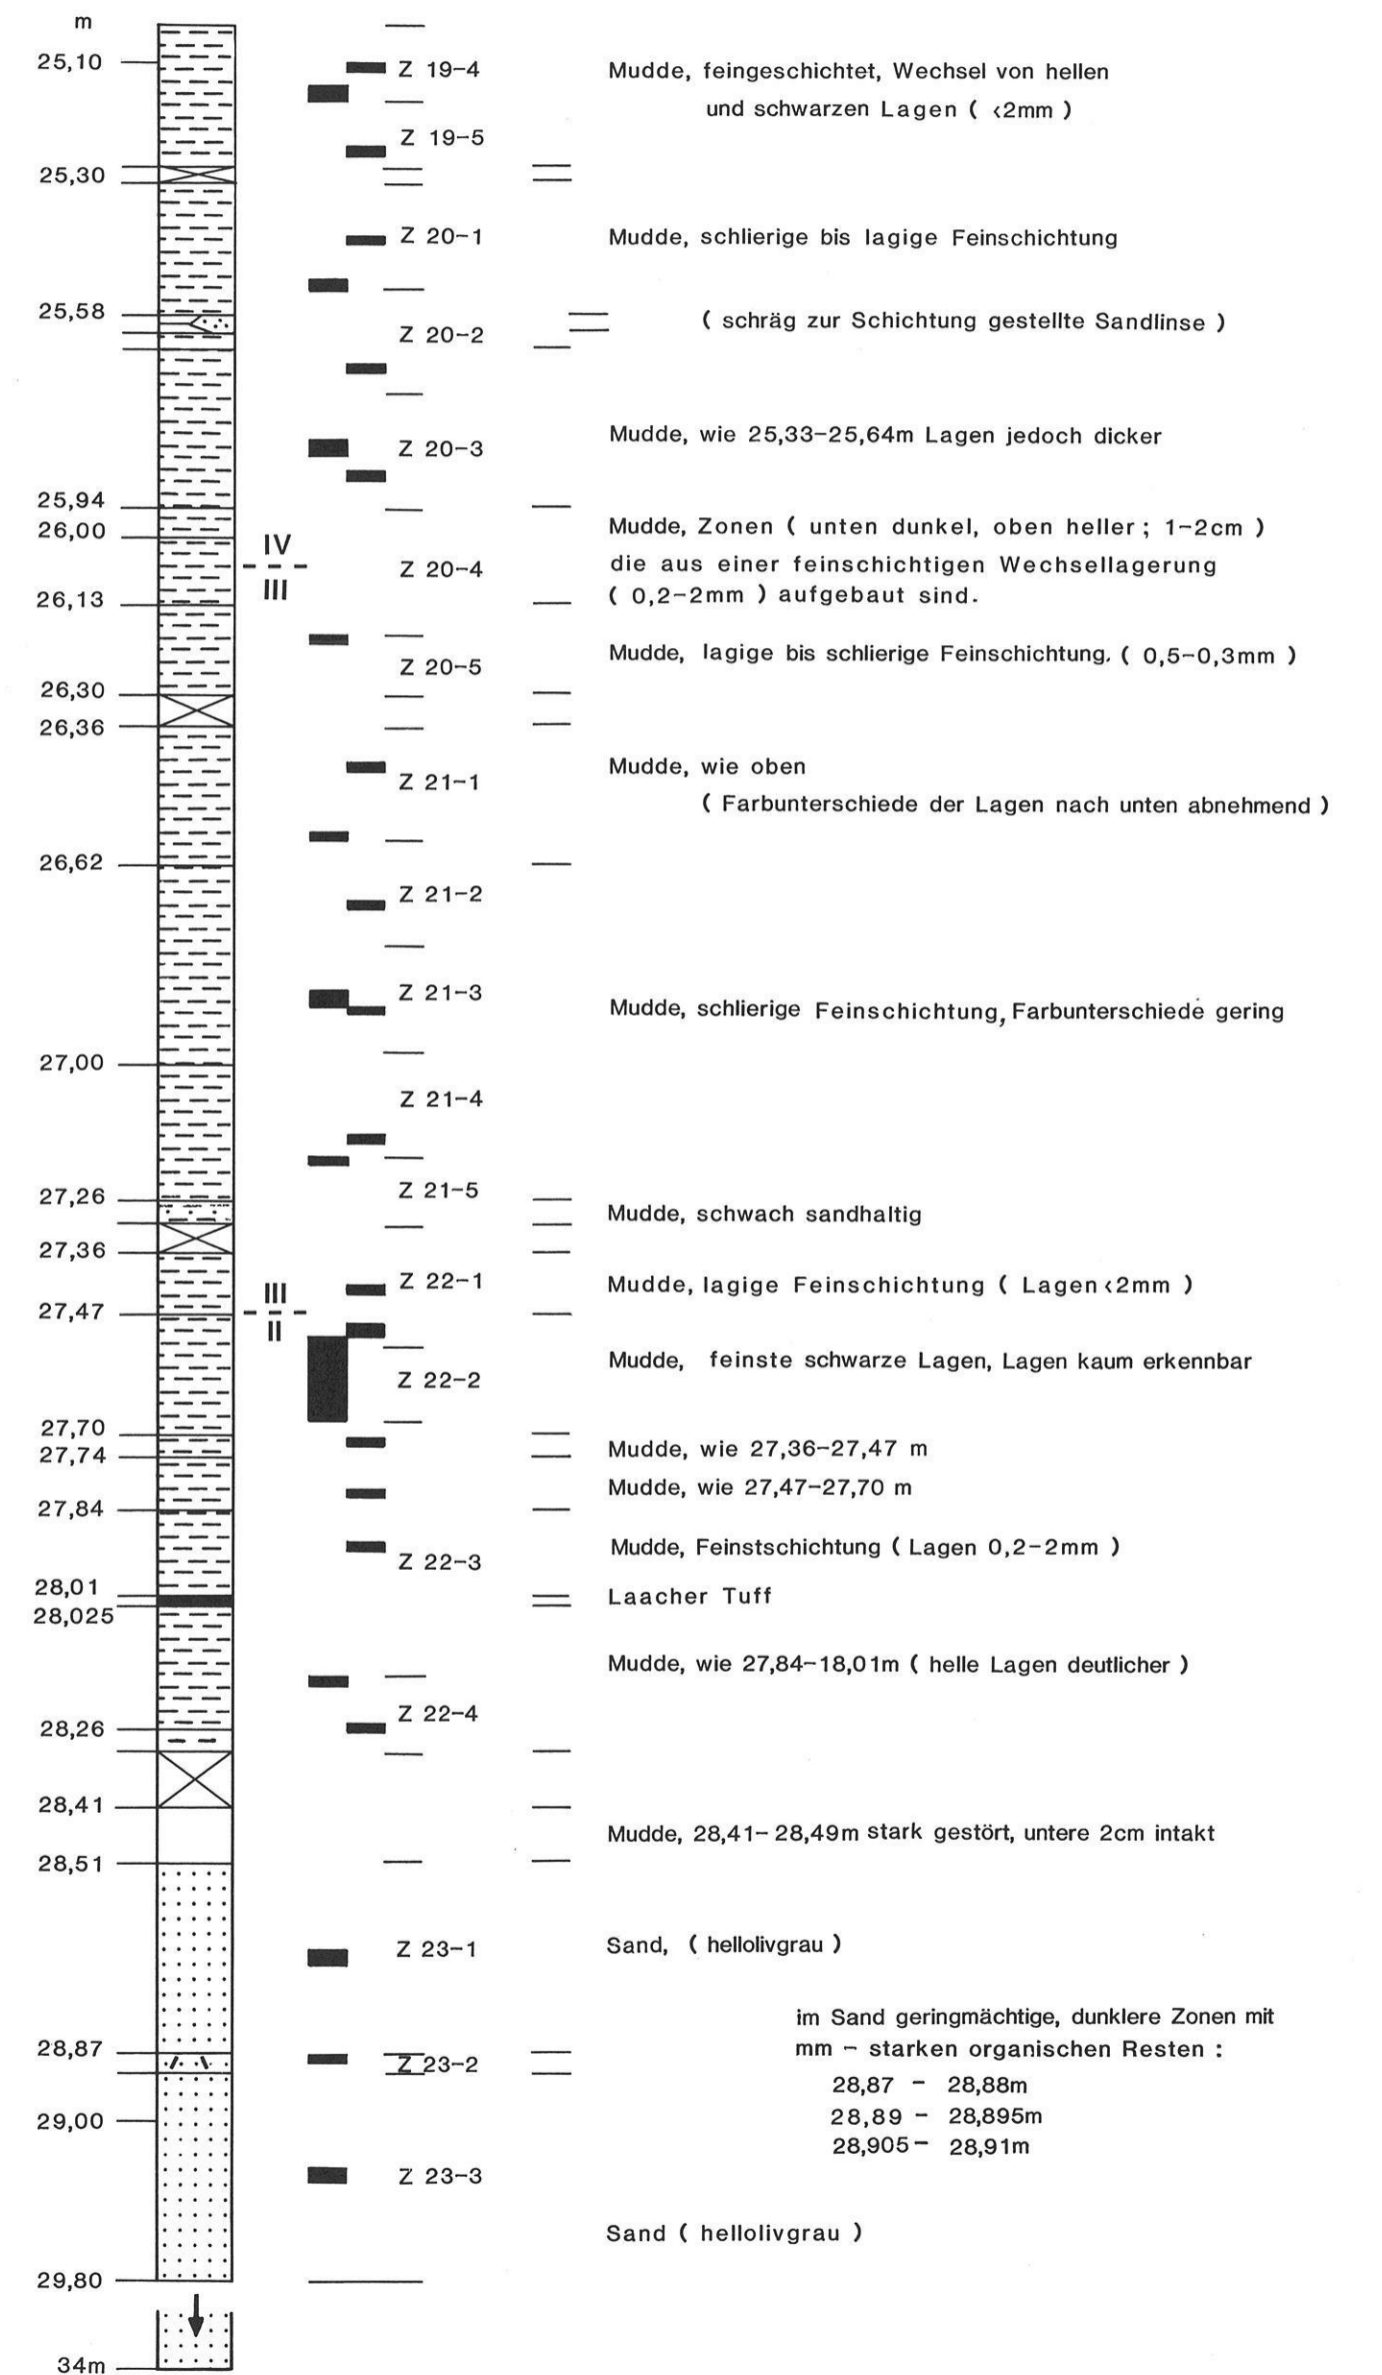 m
25,10
Z 19-4
Mudde, feingeschichtet, Wechsel von hellen
und schwarzen Lagen ( <2mm )
Z 19-5
25,30
Z 20-1
Mudde, schlierige bis lagige Feinschichtung
25,58
Z 20-2
( schräg zur Schichtung gestellte Sandlinse )
Z 20-3
Mudde, wie 25,33-25,64m Lagen jedoch dicker
25,94
26,00
IV
III
Z 20-4
Mudde, Zonen ( unten dunkel, oben heller; 1-2cm )
die aus einer feinschichtigen Wechsellagerung
( 0,2-2mm ) aufgebaut sind.
26,13
Z 20-5
Mudde, lagige bis schlierige Feinschichtung. ( 0,5-0,3mm )
26,30
26,36
Z 21-1
Mudde, wie oben
( Farbunterschiede der Lagen nach unten abnehmend )
26,62
Z 21-2
Z 21-3
Mudde, schlierige Feinschichtung, Farbunterschiede gering
27,00
Z 21-4
27,26
Z 21-5
Mudde, schwach sandhaltig
27,36
Z 22-1
Mudde, lagige Feinschichtung ( Lagen <2mm )
27,47
III
II
Z 22-2
Mudde, feinste schwarze Lagen, Lagen kaum erkennbar
27,70
27,74
Mudde, wie 27,36-27,47 m
Mudde, wie 27,47-27,70 m
27,84
Z 22-3
Mudde, Feinstschichtung ( Lagen 0,2-2mm )
28,01
28,025
Laacher Tuff
Mudde, wie 27,84-18,01m ( helle Lagen deutlicher )
Z 22-4
28,26
28,41
Mudde, 28,41-28,49m stark gestört, untere 2cm intakt
28,51
Z 23-1
Sand, ( hellolivgrau )
im Sand geringmächtige, dunklere Zonen mit
mm - starken organischen Resten :
28,87 - 28,88m
28,89 - 28,895m
28,905- 28,91m
28,87
Z 23-2
29,00
Z 23-3
Sand ( hellolivgrau )
29,80
34m